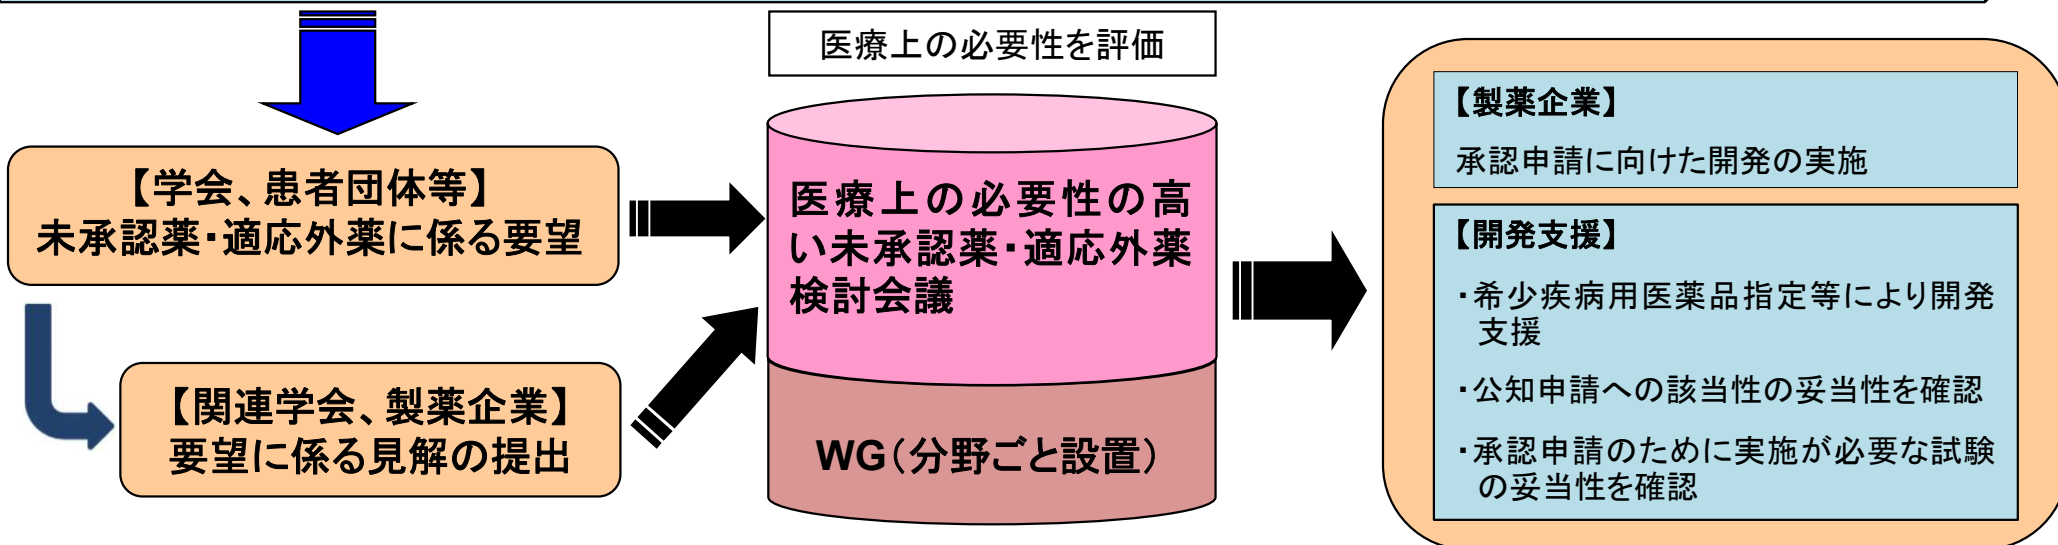 医療上の必要性を評価
【学会、患者団体等】
未承認薬・適応外薬に係る要望
【関連学会、製薬企業】
要望に係る見解の提出
医療上の必要性の高
い未承認薬・適応外薬
検討会議
WG(分野ごと設置)
【製薬企業】
承認申請に向けた開発の実施
【開発支援】
・希少疾病用医薬品指定等により開発
支援
・公知申請への該当性の妥当性を確認
・承認申請のために実施が必要な試験
の妥当性を確認